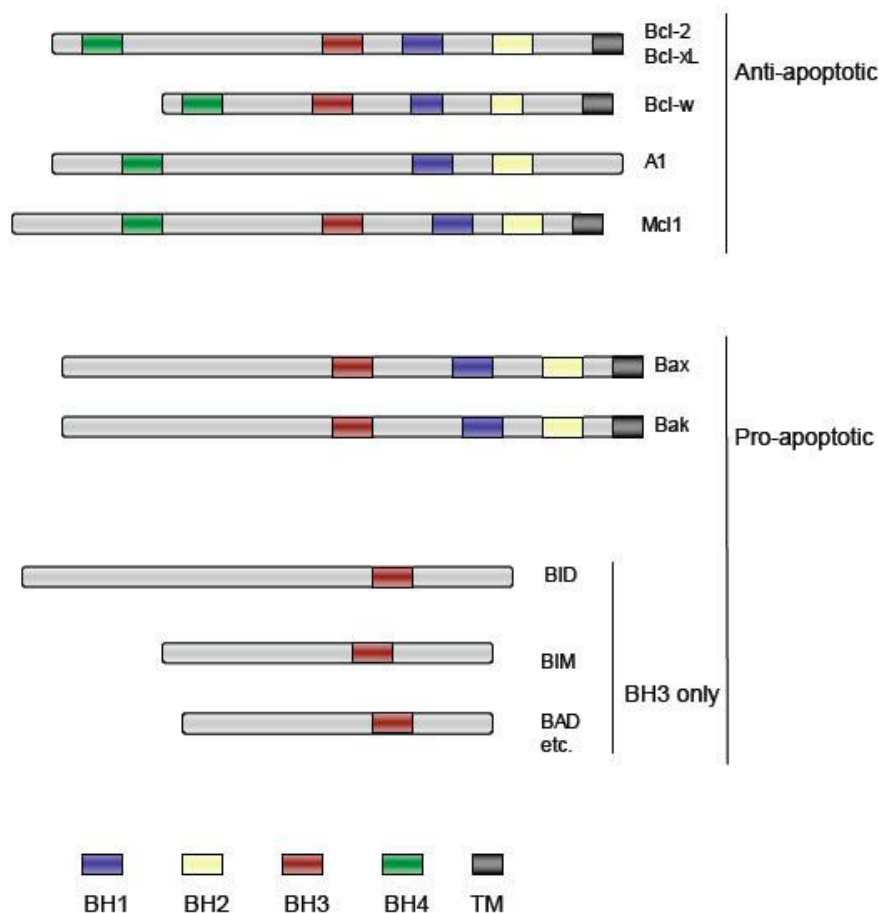 Bcl-2
Bcl-xL
Anti-apoptotic
Bcl-w
A1
Mcl1
Bax
Bak
Pro-apoptotic
BID
BIM
BH3 only
BAD
etc.
BH1 BH2 BH3 BH4 TM